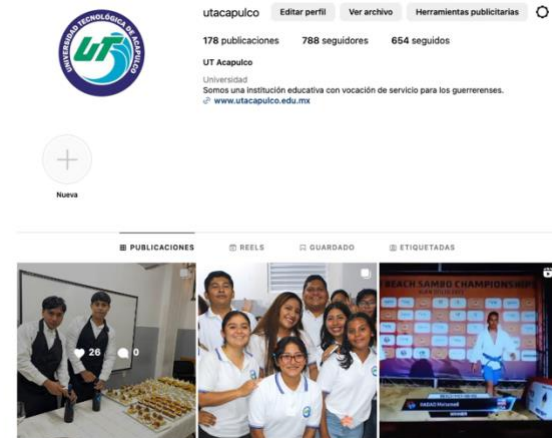 UNIVERSIDAD TECNOLÓGICA DE ACAPULCO
UT
utacapulco Editar perfil Ver archivo Herramientas publicitarias
178 publicaciones 788 seguidores 654 seguidos
UT Acapulco
Universidad
Somos una institución educativa con vocación de servicio para los guerrerenses.
www.utacapulco.edu.mx
Nueva
PUBLICACIONES REELS GUARDADO ETIQUETADAS
26 0
BEACH SAMBO CHAMPIONSHIPS
WINNER